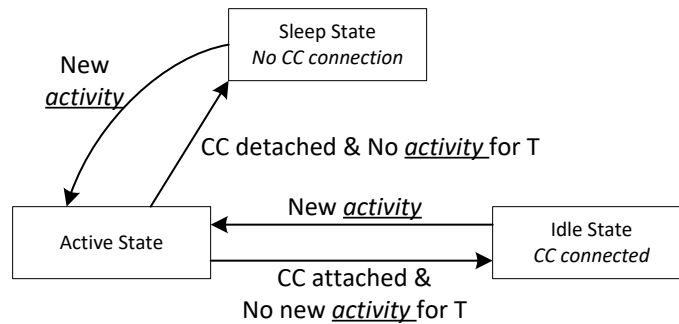 Sleep State
No CC connection
New
activity
CC detached & No activity for T
New activity
Active State
Idle State
CC connected
CC attached &
No new activity for T